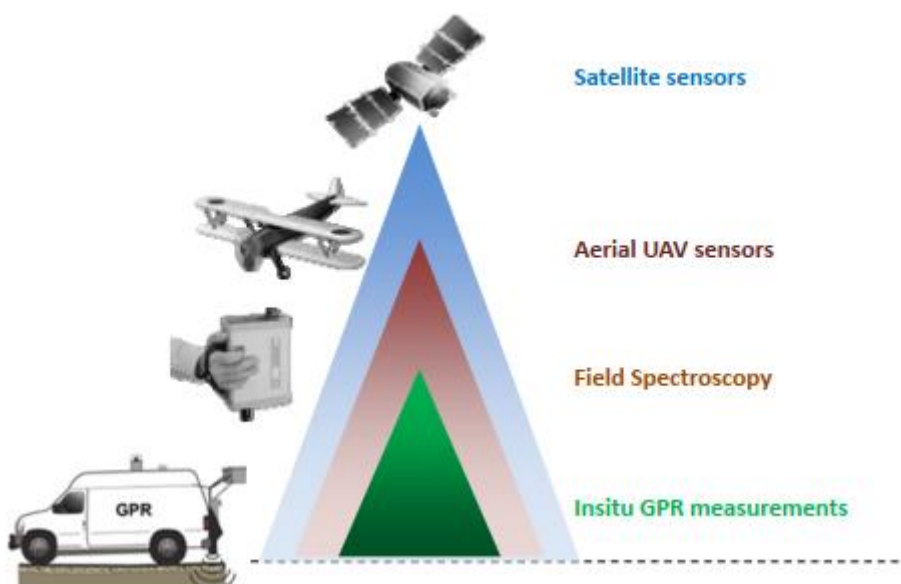 Satellite sensors
Aerial UAV sensors
Field Spectroscopy
GPR
Insitu GPR measurements